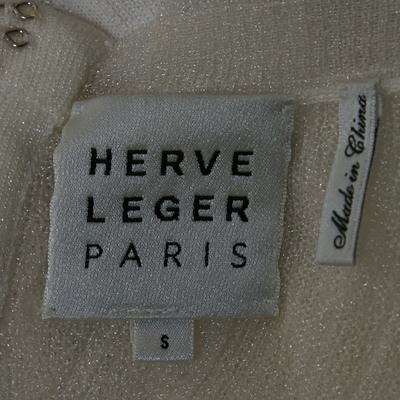 HERVE
LEGER
PARIS
S
Made in China